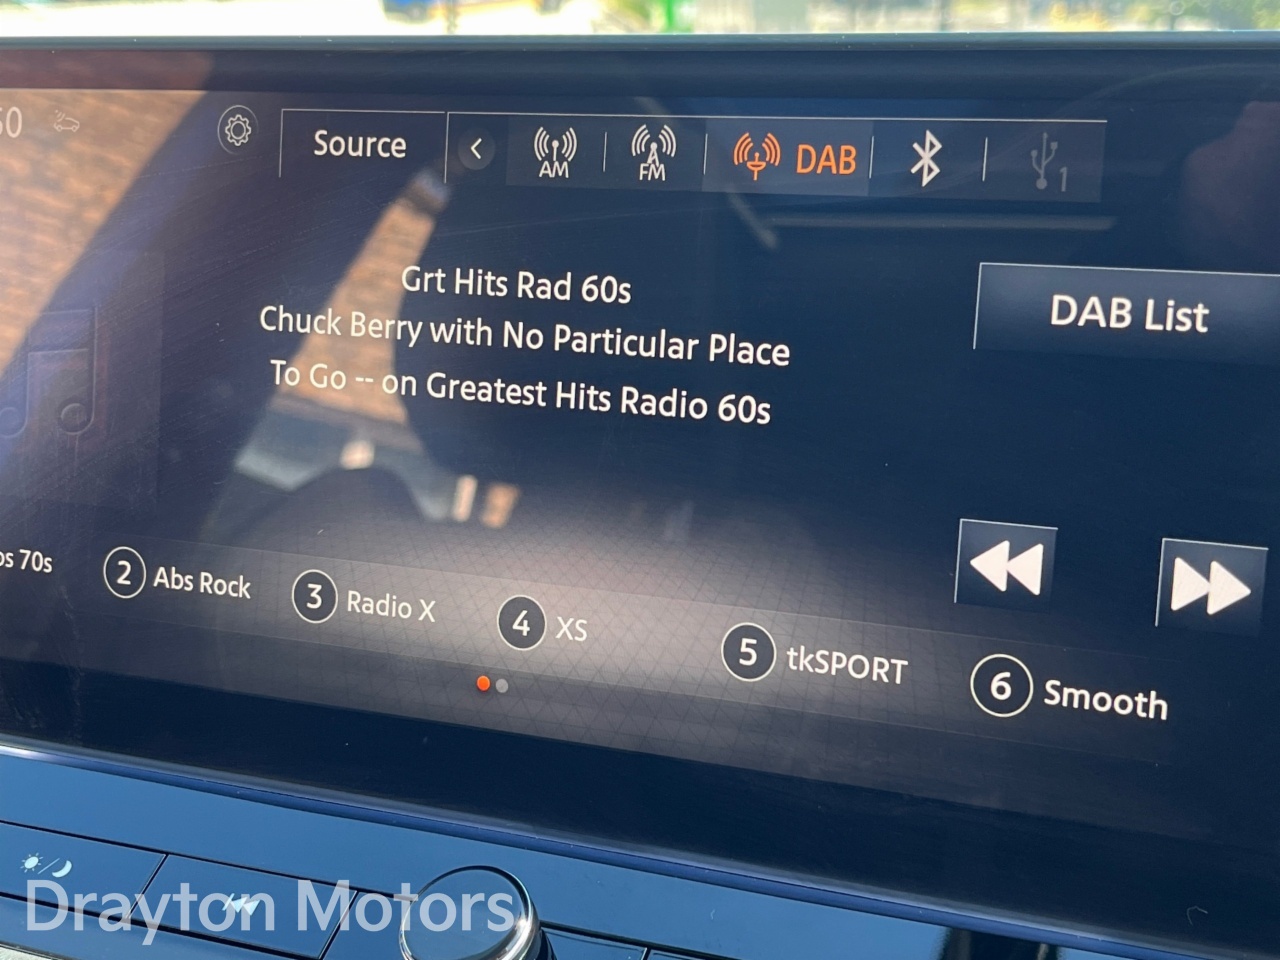 Source
AM
FM
DAB
1
Grt Hits Rad 60s
DAB List
Chuck Berry with No Particular Place
To Go -- on Greatest Hits Radio 60s
70s
2 Abs Rock
3 Radio X
4 XS
5 tkSPORT
6 Smooth
Drayton Motors